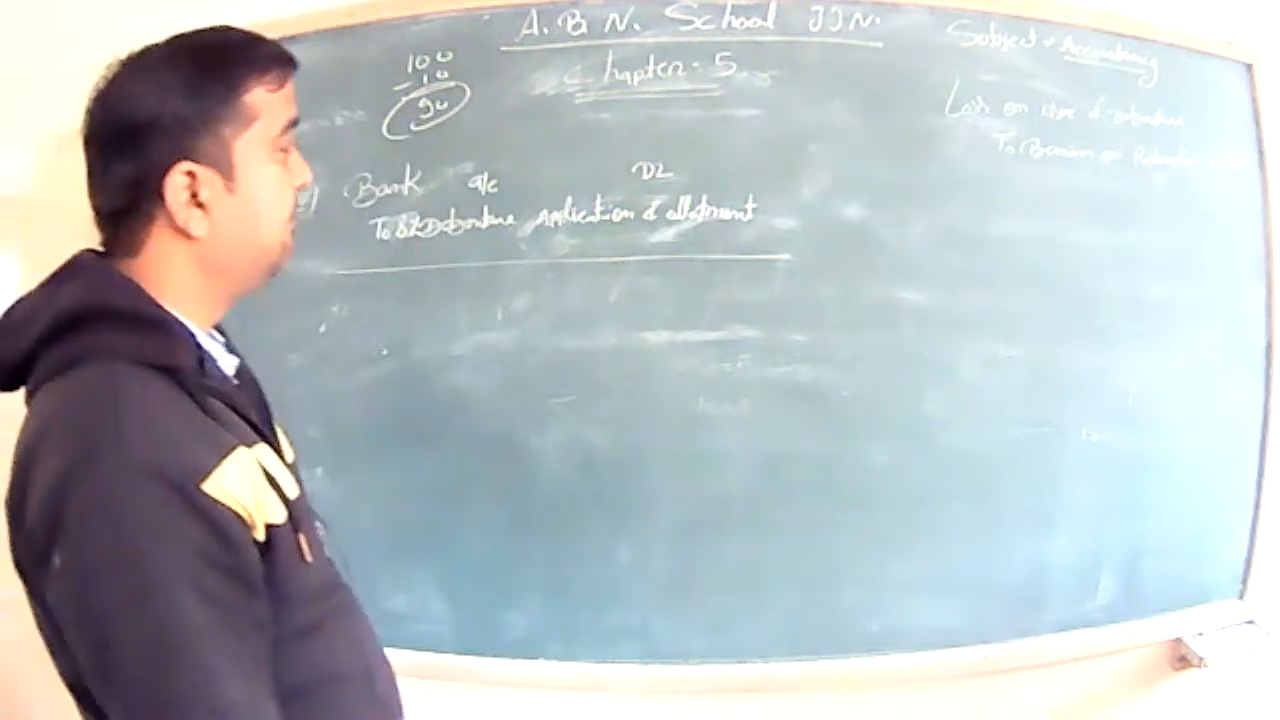 A.B.N. School JJN.
Subject - Accountancy
Chapter - 5
100
- 10
90
Loss on issue of debenture
To Premium on Redemption
Bank a/c Dr
To Debenture Application & allotment